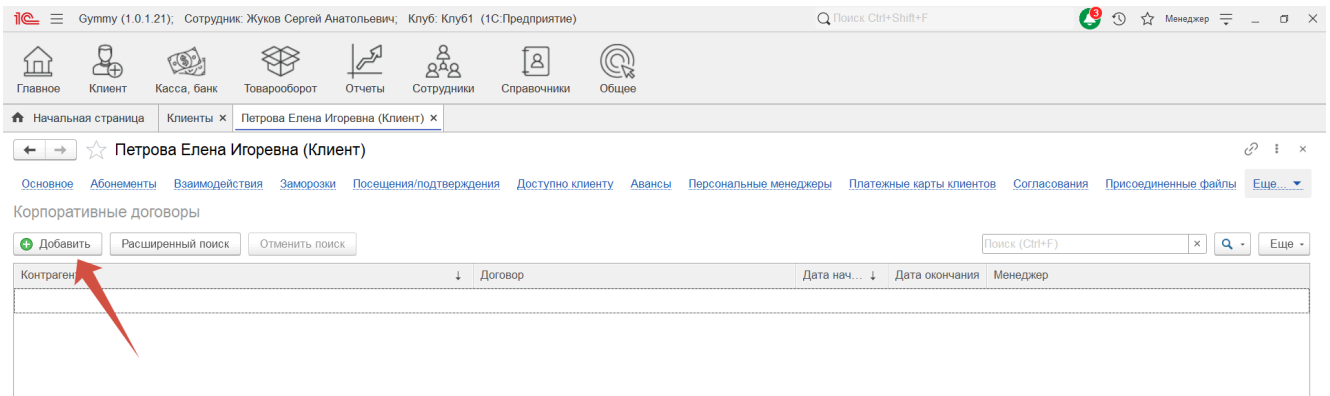 1С Gymmy (1.0.1.21); Сотрудник: Жуков Сергей Анатольевич; Клуб: Клуб1 (1С:Предприятие) Поиск Ctrl+Shift+F 3 Менеджер
Главное Клиент Касса, банк Товарооборот Отчеты Сотрудники Справочники Общее
Начальная страница Клиенты × Петрова Елена Игоревна (Клиент) ×
Петрова Елена Игоревна (Клиент)
Основное Абонементы Взаимодействия Заморозки Посещения/подтверждения Доступно клиенту Авансы Персональные менеджеры Платежные карты клиентов Согласования Присоединенные файлы Еще...
Корпоративные договоры
Добавить Расширенный поиск Отменить поиск Поиск (Ctrl+F) × Еще
Контрагент Договор Дата нач... Дата окончания Менеджер